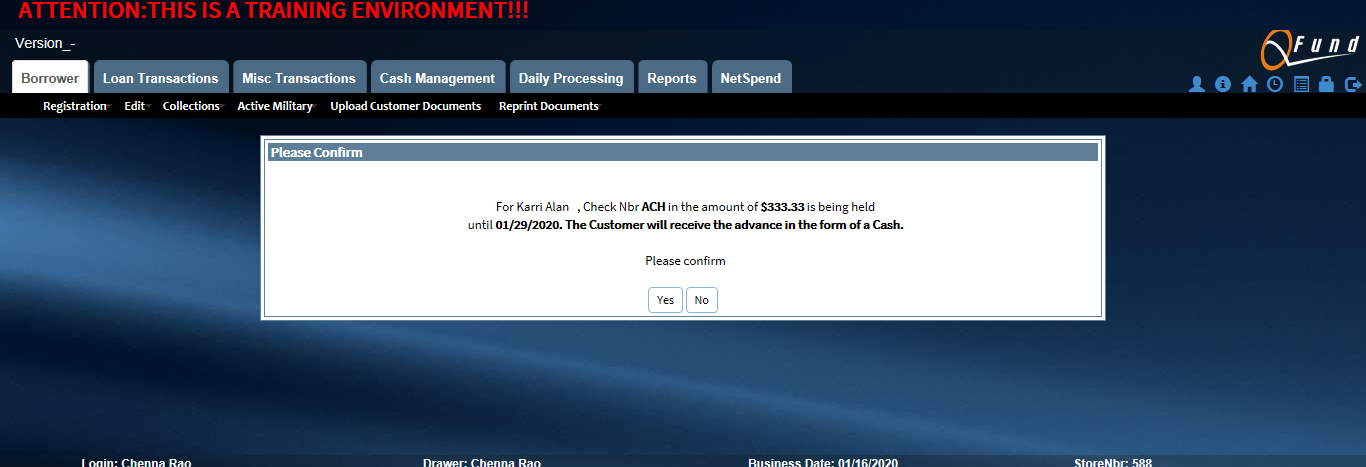 ATTENTION:THIS IS A TRAINING ENVIRONMENT!!!
Version_-
QFund
Borrower Loan Transactions Misc Transactions Cash Management Daily Processing Reports NetSpend
Registration Edit Collections Active Military Upload Customer Documents Reprint Documents
Please Confirm
For Karri Alan , Check Nbr ACH in the amount of $333.33 is being held
until 01/29/2020. The Customer will receive the advance in the form of a Cash.
Please confirm
Yes No
Login: Chenna Rao Drawer: Chenna Rao Business Date: 01/16/2020 StoreNbr: 588